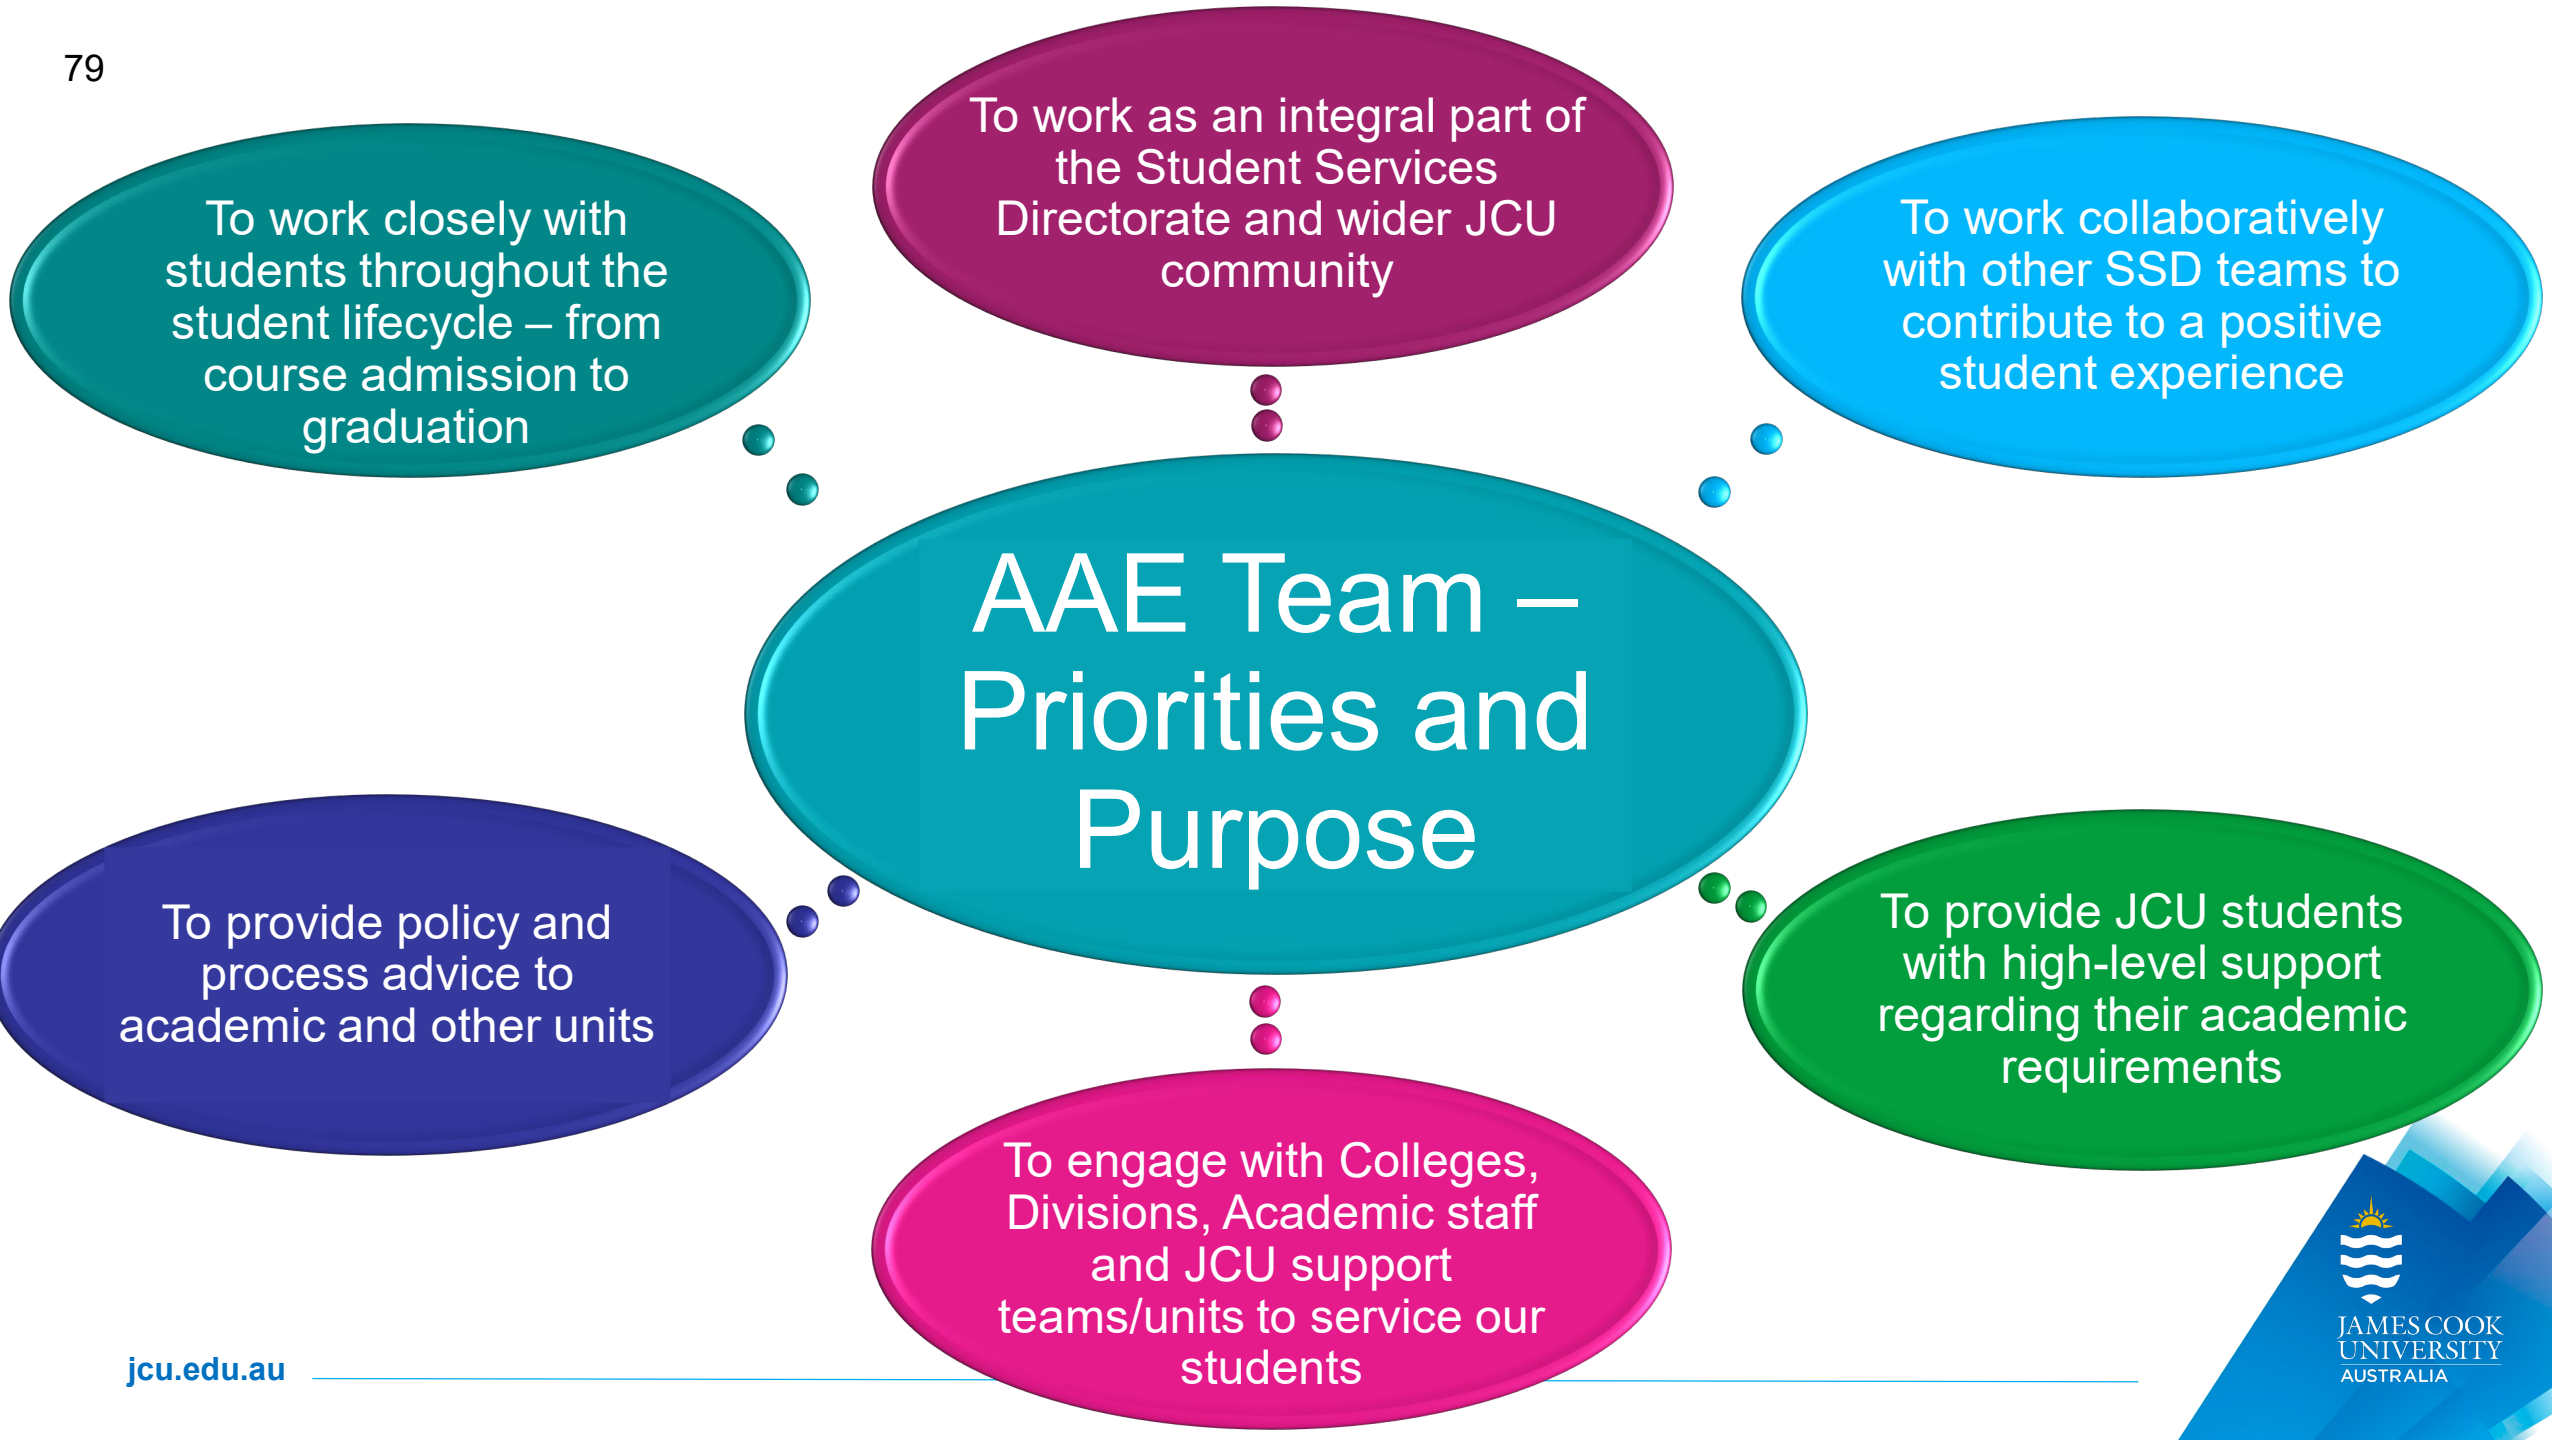 79
To work as an integral part of
the Student Services
Directorate and wider JCU
community
To work closely with
students throughout the
student lifecycle – from
course admission to
graduation
To work collaboratively
with other SSD teams to
contribute to a positive
student experience
AAE Team –
Priorities and
Purpose
To provide policy and
process advice to
academic and other units
To provide JCU students
with high-level support
regarding their academic
requirements
To engage with Colleges,
Divisions, Academic staff
and JCU support
teams/units to service our
students
jcu.edu.au
JAMES COOK
UNIVERSITY
AUSTRALIA